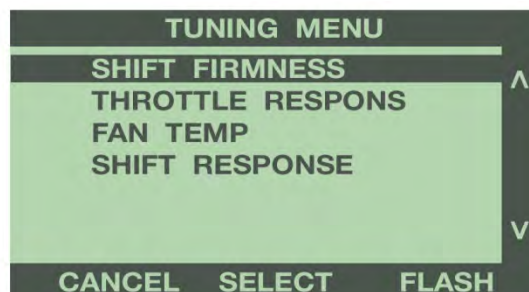 TUNING MENU
SHIFT FIRMNESS
THROTTLE RESPONS
FAN TEMP
SHIFT RESPONSE
CANCEL SELECT FLASH